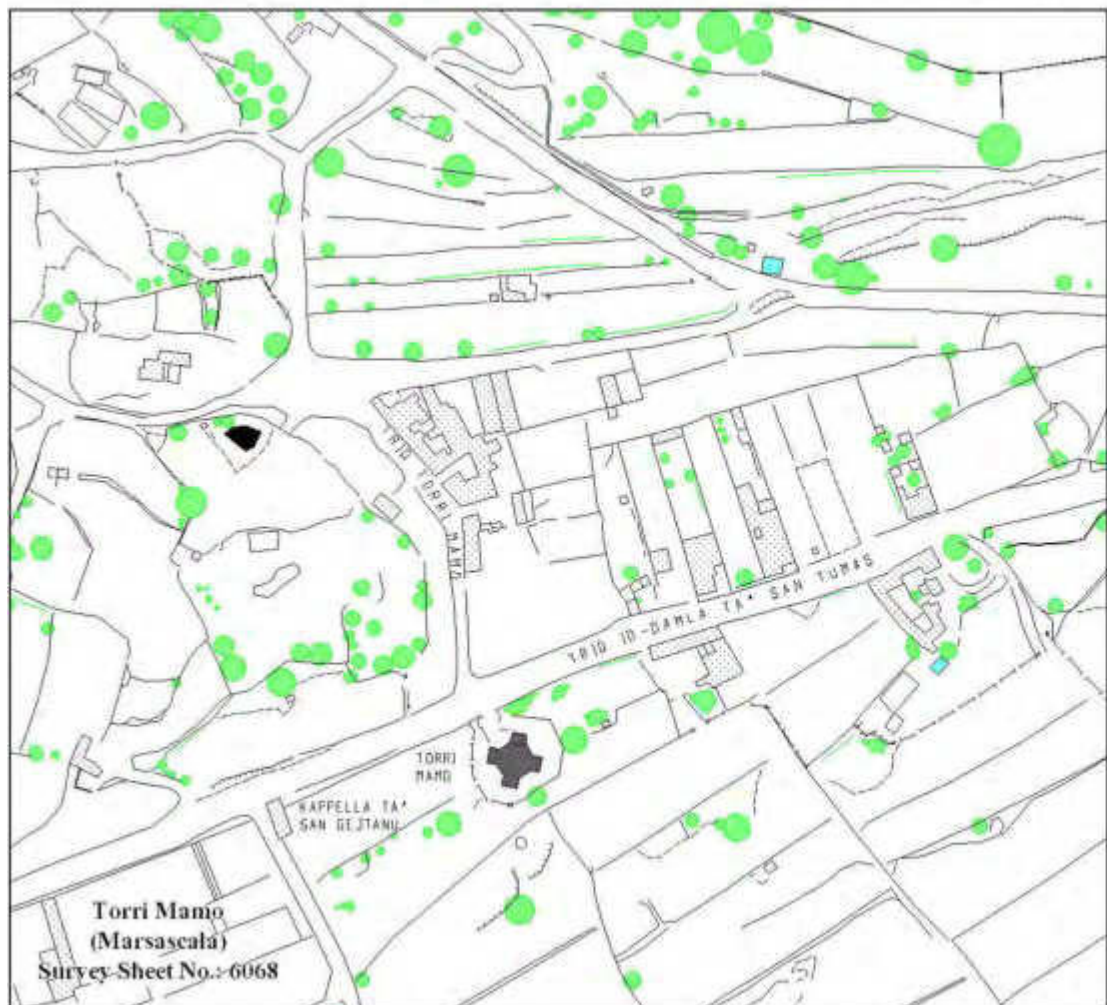 TRIQ TORRI MAMO
TRIQ ID-DAMLA TA' SAN TUMAS
TORRI
MAMO
KAPPELLA TA'
SAN GEJTANU
Torri Mamo
(Marsascala)
Survey Sheet No.: 6068